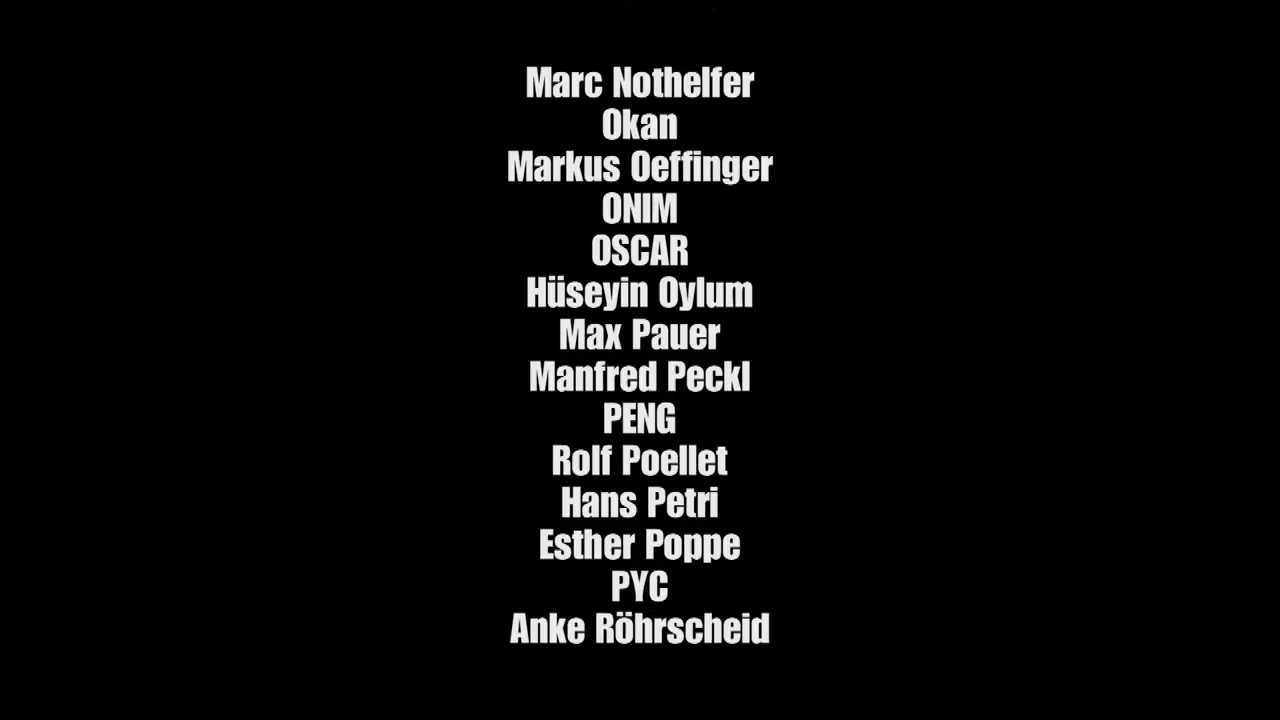 Marc Nothelfer
Okan
Markus Oeffinger
ONIM
OSCAR
Hüseyin Oylum
Max Pauer
Manfred Peckl
PENG
Rolf Poellet
Hans Petri
Esther Poppe
PYC
Anke Röhrscheid